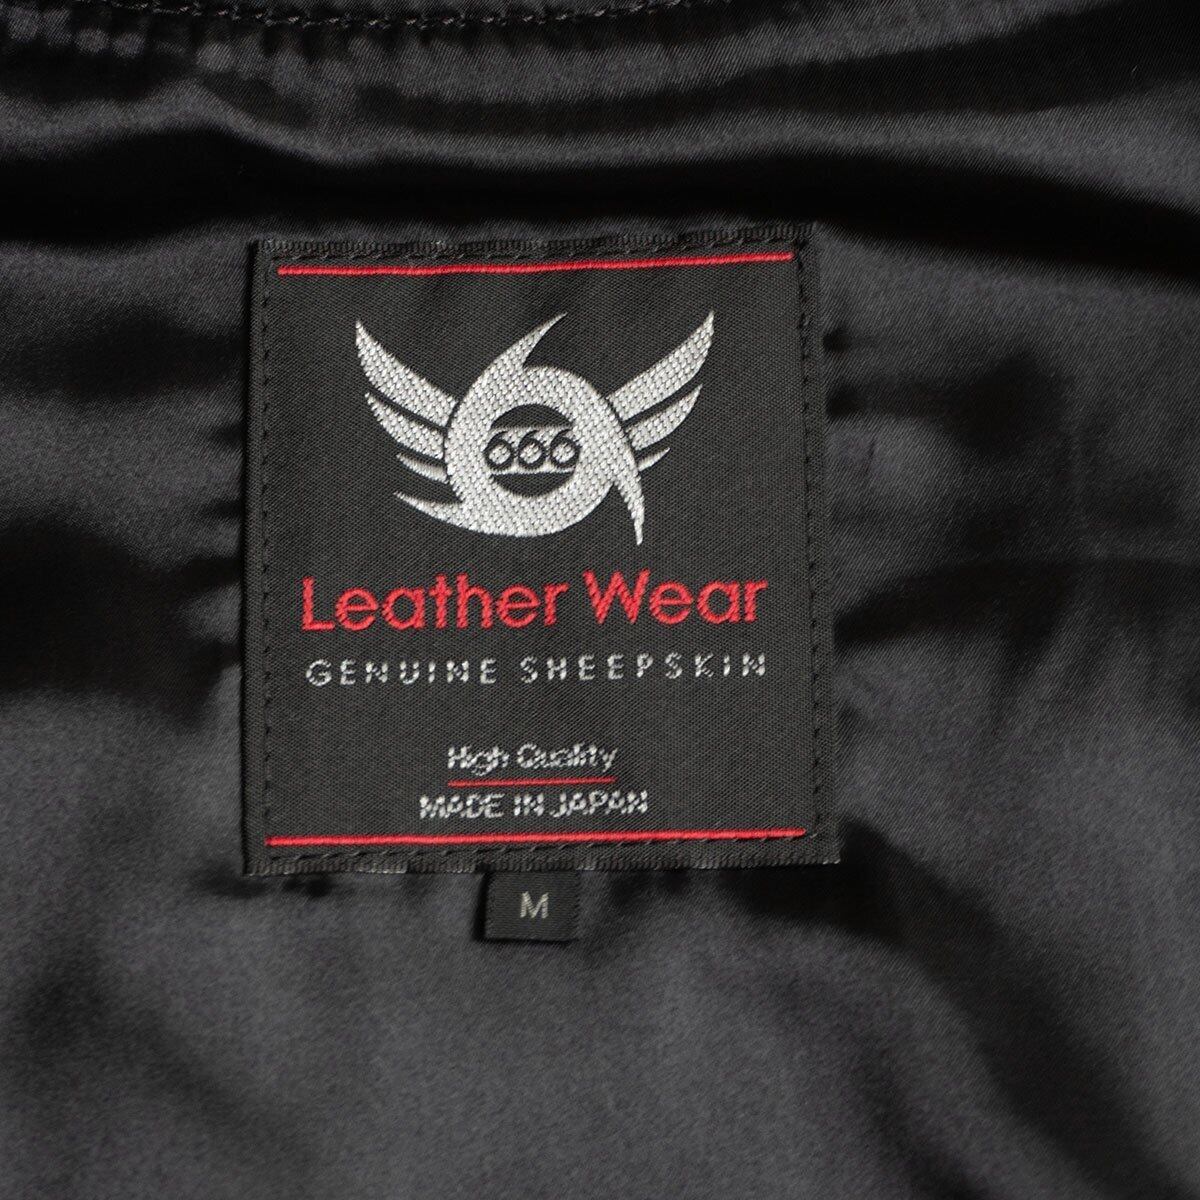 666
Leather Wear
GENUINE SHEEPSKIN
High Quality
MADE IN JAPAN
M